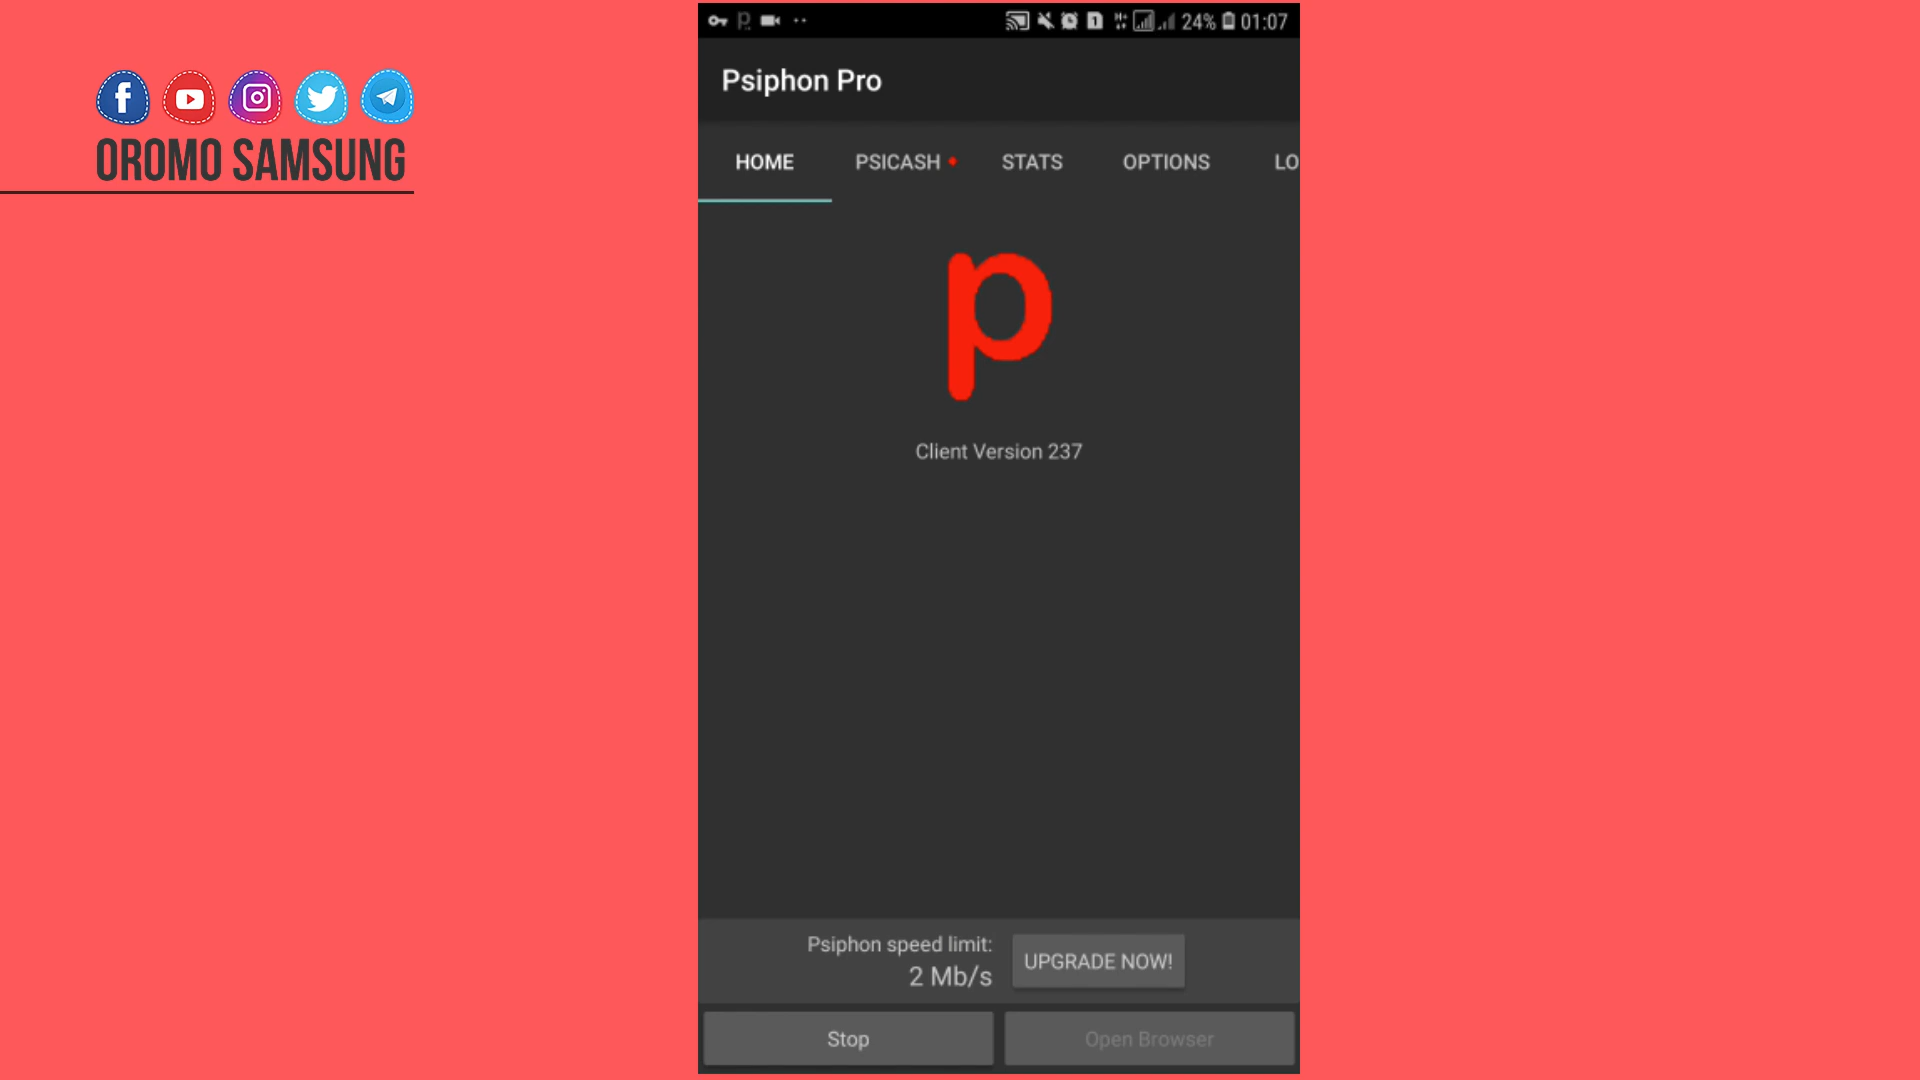 OROMO SAMSUNG
24% 01:07
Psiphon Pro
HOME PSICASH STATS OPTIONS LO
p
Client Version 237
Psiphon speed limit:
2 Mb/s
UPGRADE NOW!
Stop Open Browser